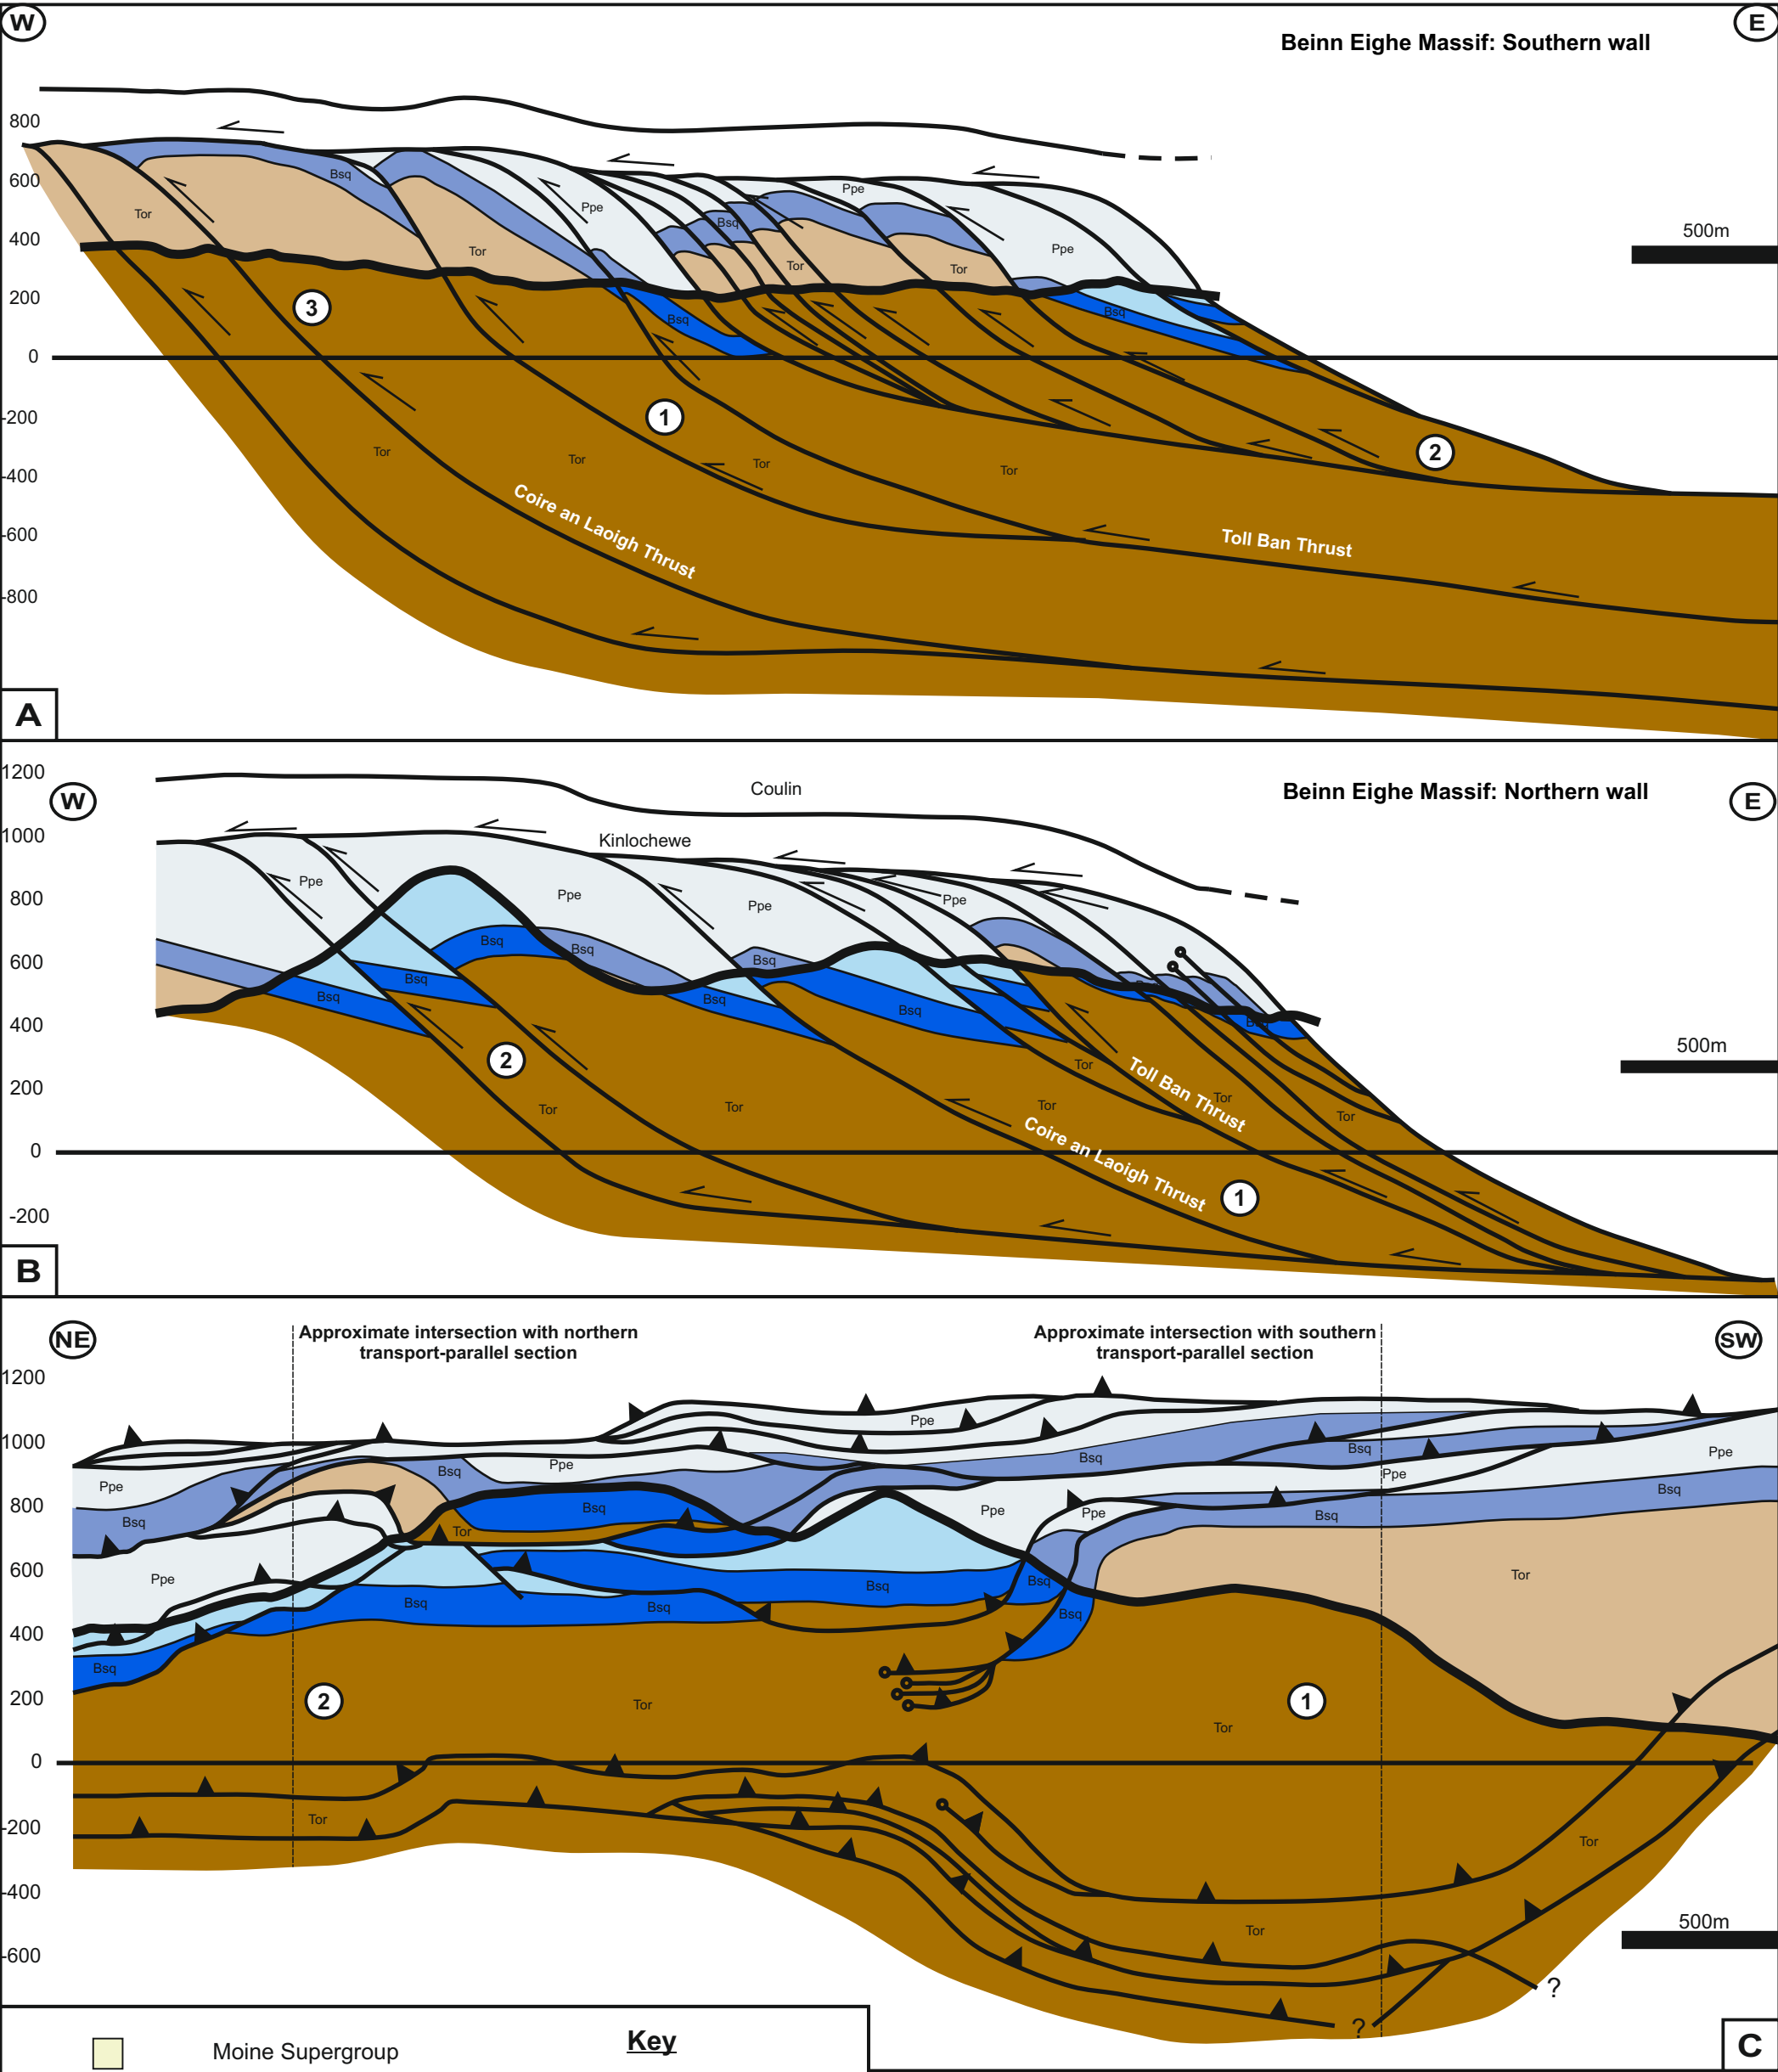 W
E
Beinn Eighe Massif: Southern wall
800
600
400
200
0
-200
-400
-600
-800
500m
Bsq
Tor
Tor
Ppe
Bsq
Ppe
Tor
Tor
Ppe
Bsq
Bsq
3
1
2
Tor
Tor
Tor
Tor
Coire an Laoigh Thrust
Toll Ban Thrust
A
1200
1000
800
600
400
200
0
-200
W
E
Coulin
Beinn Eighe Massif: Northern wall
Kinlochewe
500m
Ppe
Ppe
Ppe
Ppe
Bsq
Bsq
Bsq
Bsq
Bsq
Bsq
Bsq
Tor
Tor
Tor
Tor
Tor
Tor
2
1
Toll Ban Thrust
Coire an Laoigh Thrust
B
NE
SW
Approximate intersection with northern
transport-parallel section
Approximate intersection with southern
transport-parallel section
1200
1000
800
600
400
200
0
-200
-400
-600
Ppe
Bsq
Bsq
Ppe
Ppe
Bsq
Bsq
Ppe
Ppe
Bsq
Ppe
Bsq
Tor
Bsq
Ppe
Ppe
Bsq
Tor
Ppe
Bsq
Bsq
Bsq
Bsq
Bsq
Bsq
2
Tor
1
Tor
Tor
Tor
Tor
500m
?
?
Key
Moine Supergroup
C